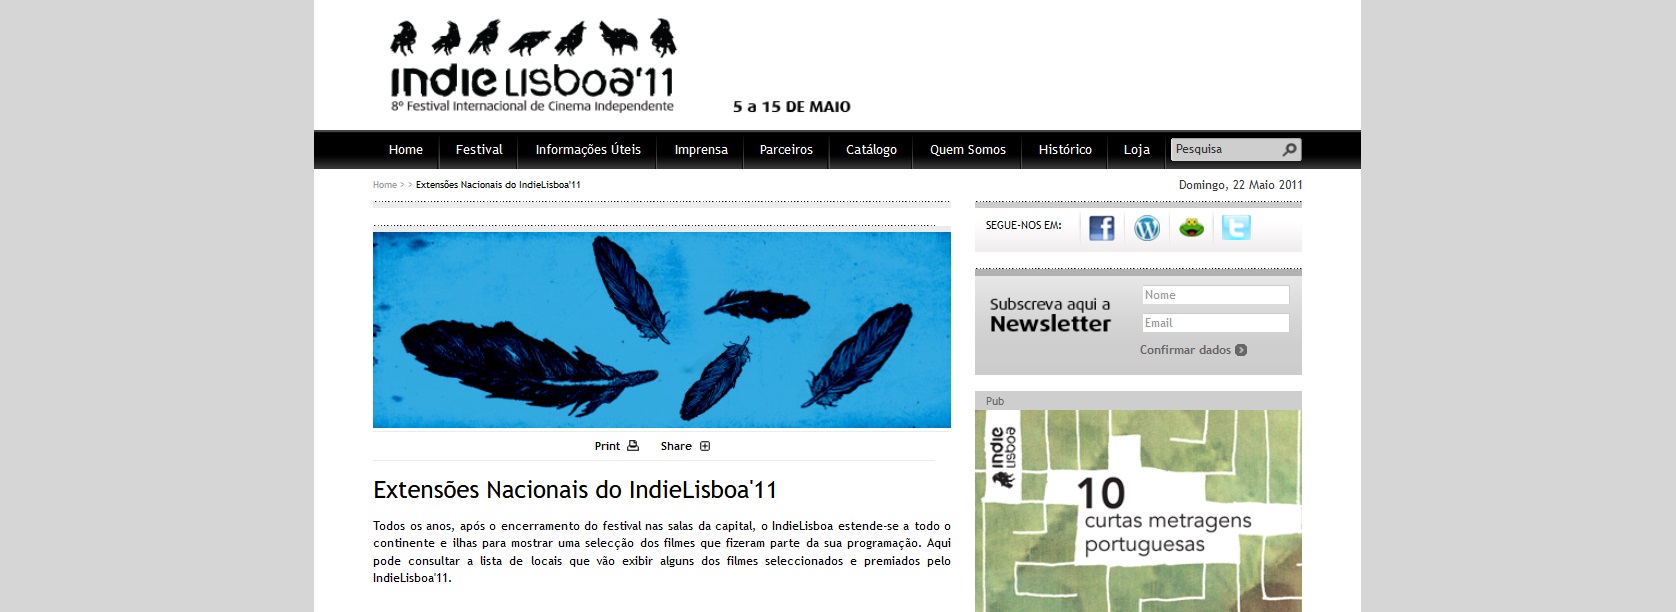 INDIE LISBOA'11
8º Festival Internacional de Cinema Independente
5 a 15 DE MAIO
Home Festival Informações Úteis Imprensa Parceiros Catálogo Quem Somos Histórico Loja Pesquisa
Home > > Extensões Nacionais do IndieLisboa'11
Domingo, 22 Maio 2011
SEGUE-NOS EM:
Subscreva aqui a
Newsletter
Nome
Email
Confirmar dados
Print Share
Extensões Nacionais do IndieLisboa'11
Todos os anos, após o encerramento do festival nas salas da capital, o IndieLisboa estende-se a todo o
continente e ilhas para mostrar uma selecção dos filmes que fizeram parte da sua programação. Aqui
pode consultar a lista de locais que vão exibir alguns dos filmes seleccionados e premiados pelo
IndieLisboa'11.
Pub
INDIE
LISBOA
10
curtas metragens
portuguesas